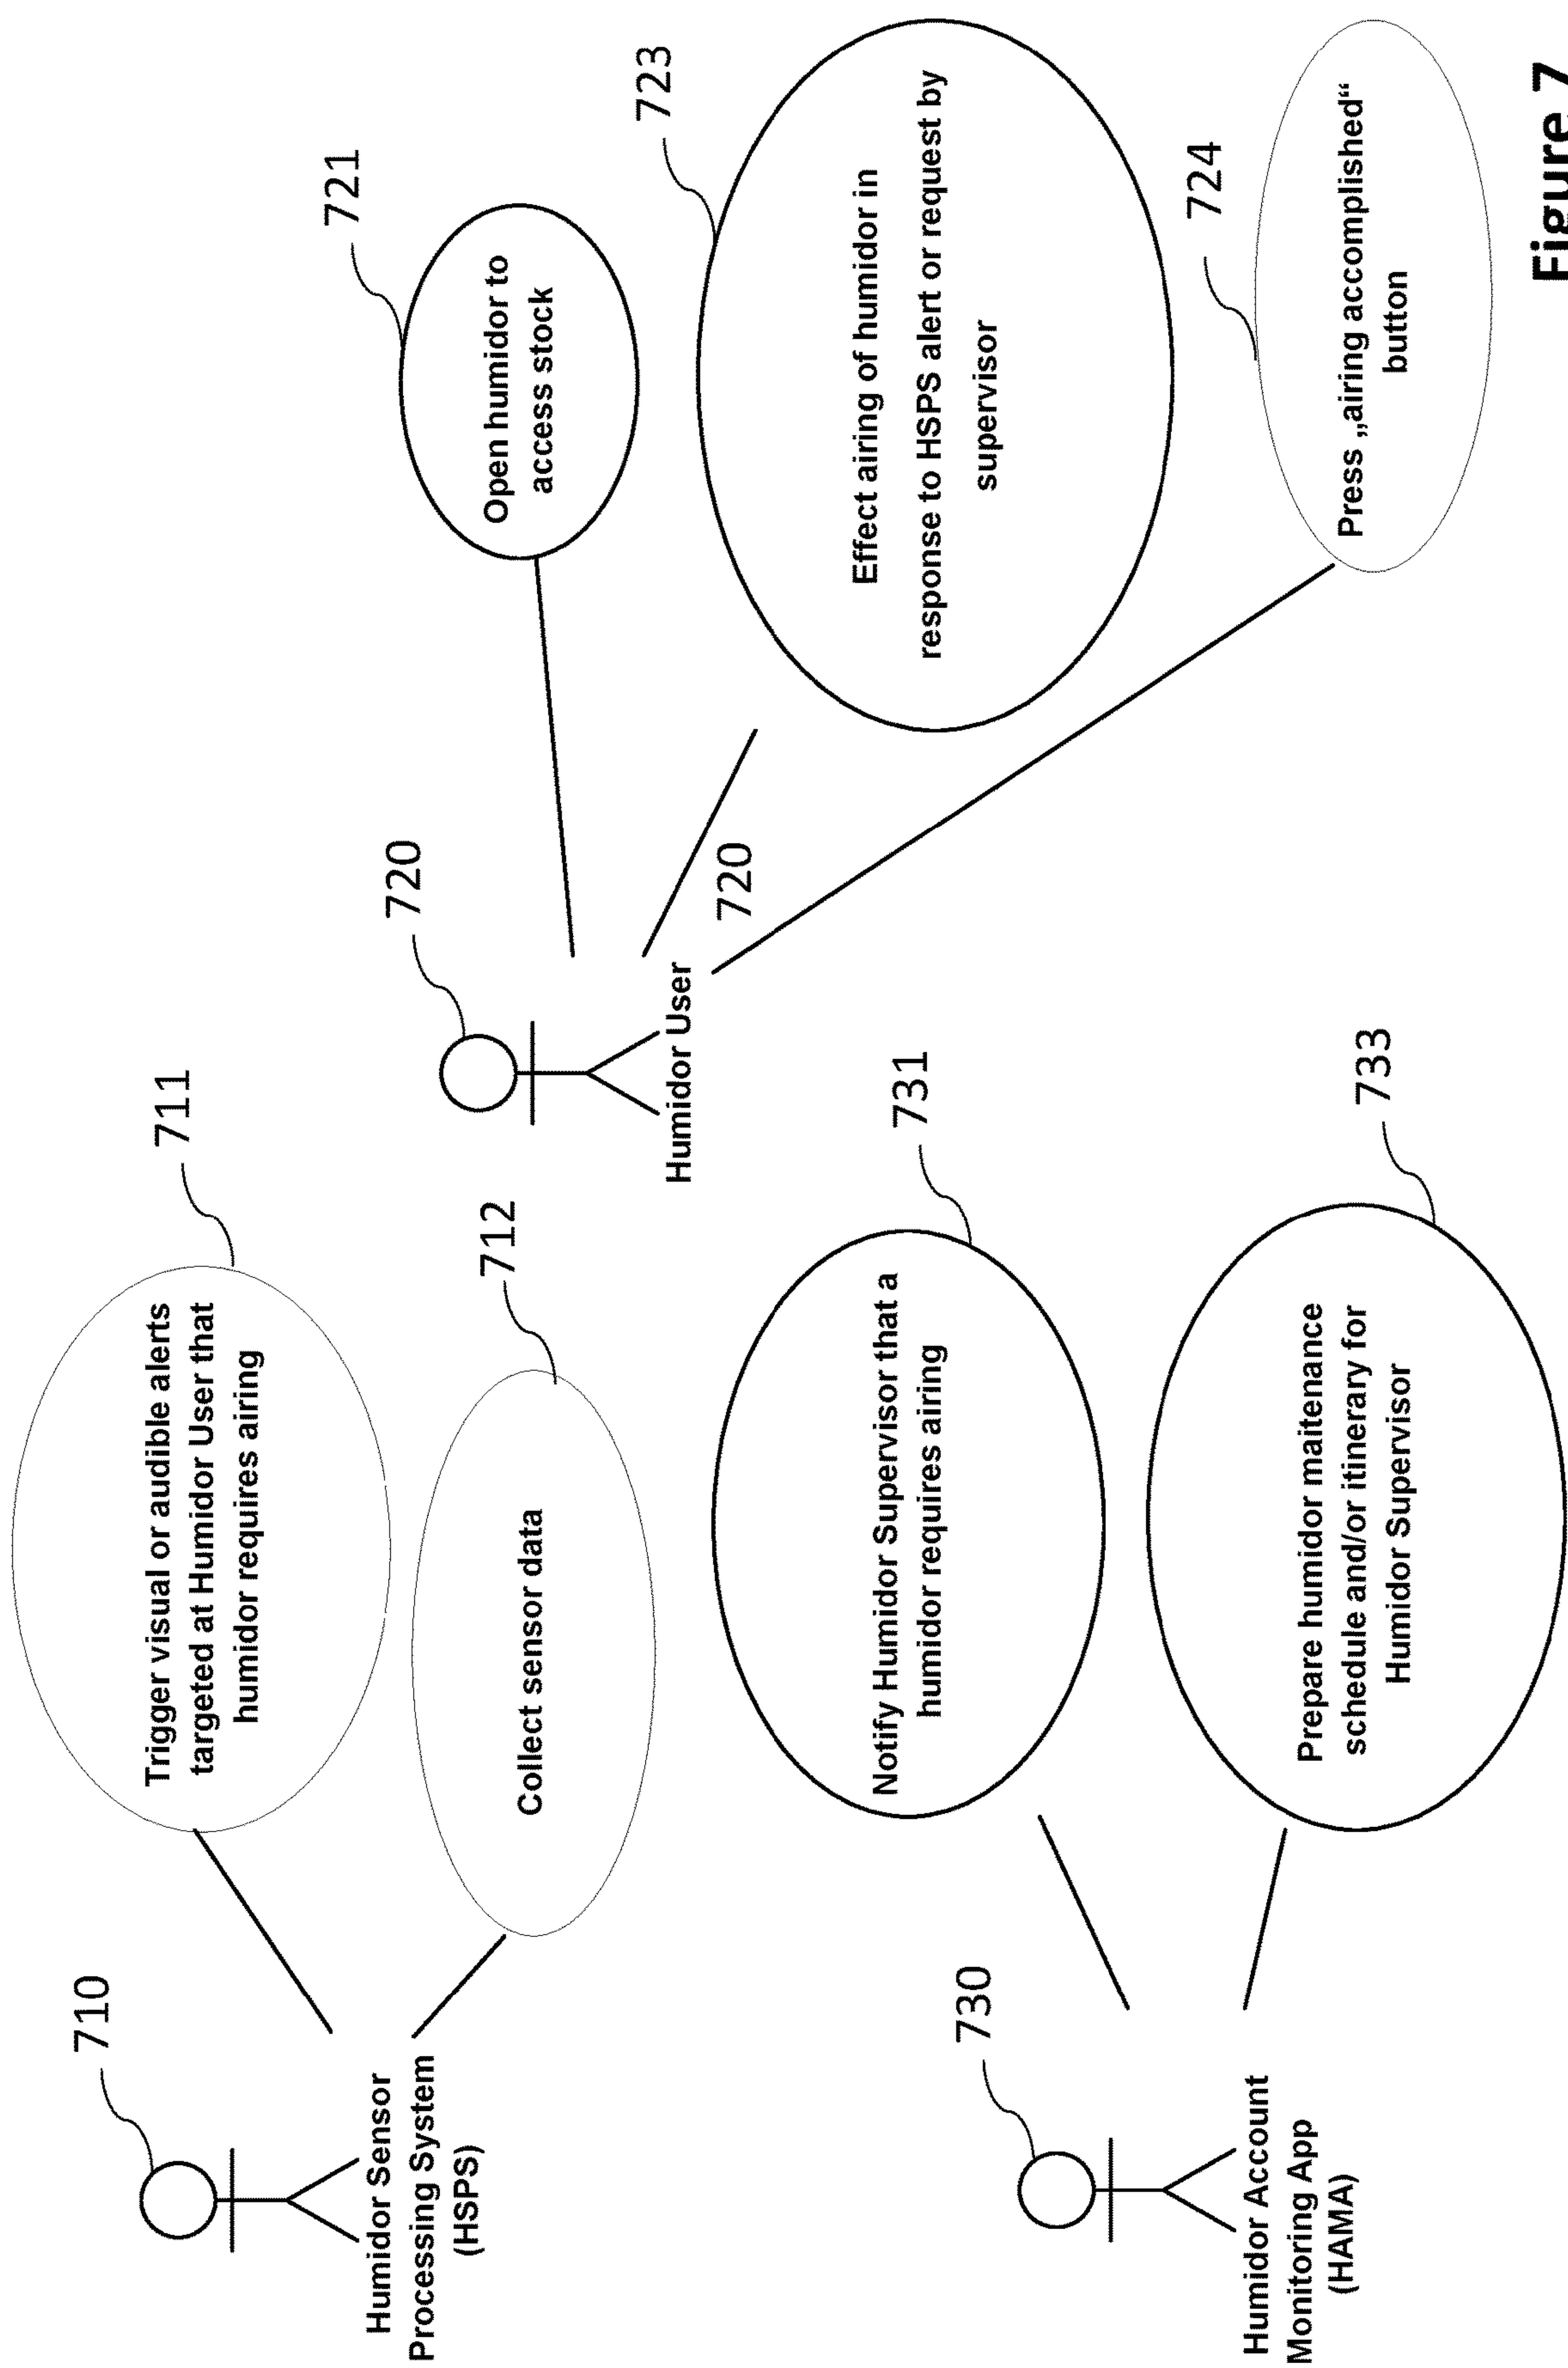 710
Humidor Sensor
Processing System
(HSPS)
711
Trigger visual or audible alerts
targeted at Humidor User that
humidor requires airing
712
Collect sensor data
720
Humidor User
720
721
Open humidor to
access stock
723
Effect airing of humidor in
response to HSPS alert or request by
supervisor
724
Press „airing accomplished“
button
730
Humidor Account
Monitoring App
(HAMA)
731
Notify Humidor Supervisor that a
humidor requires airing
733
Prepare humidor maitenance
schedule and/or itinerary for
Humidor Supervisor
Figure 7